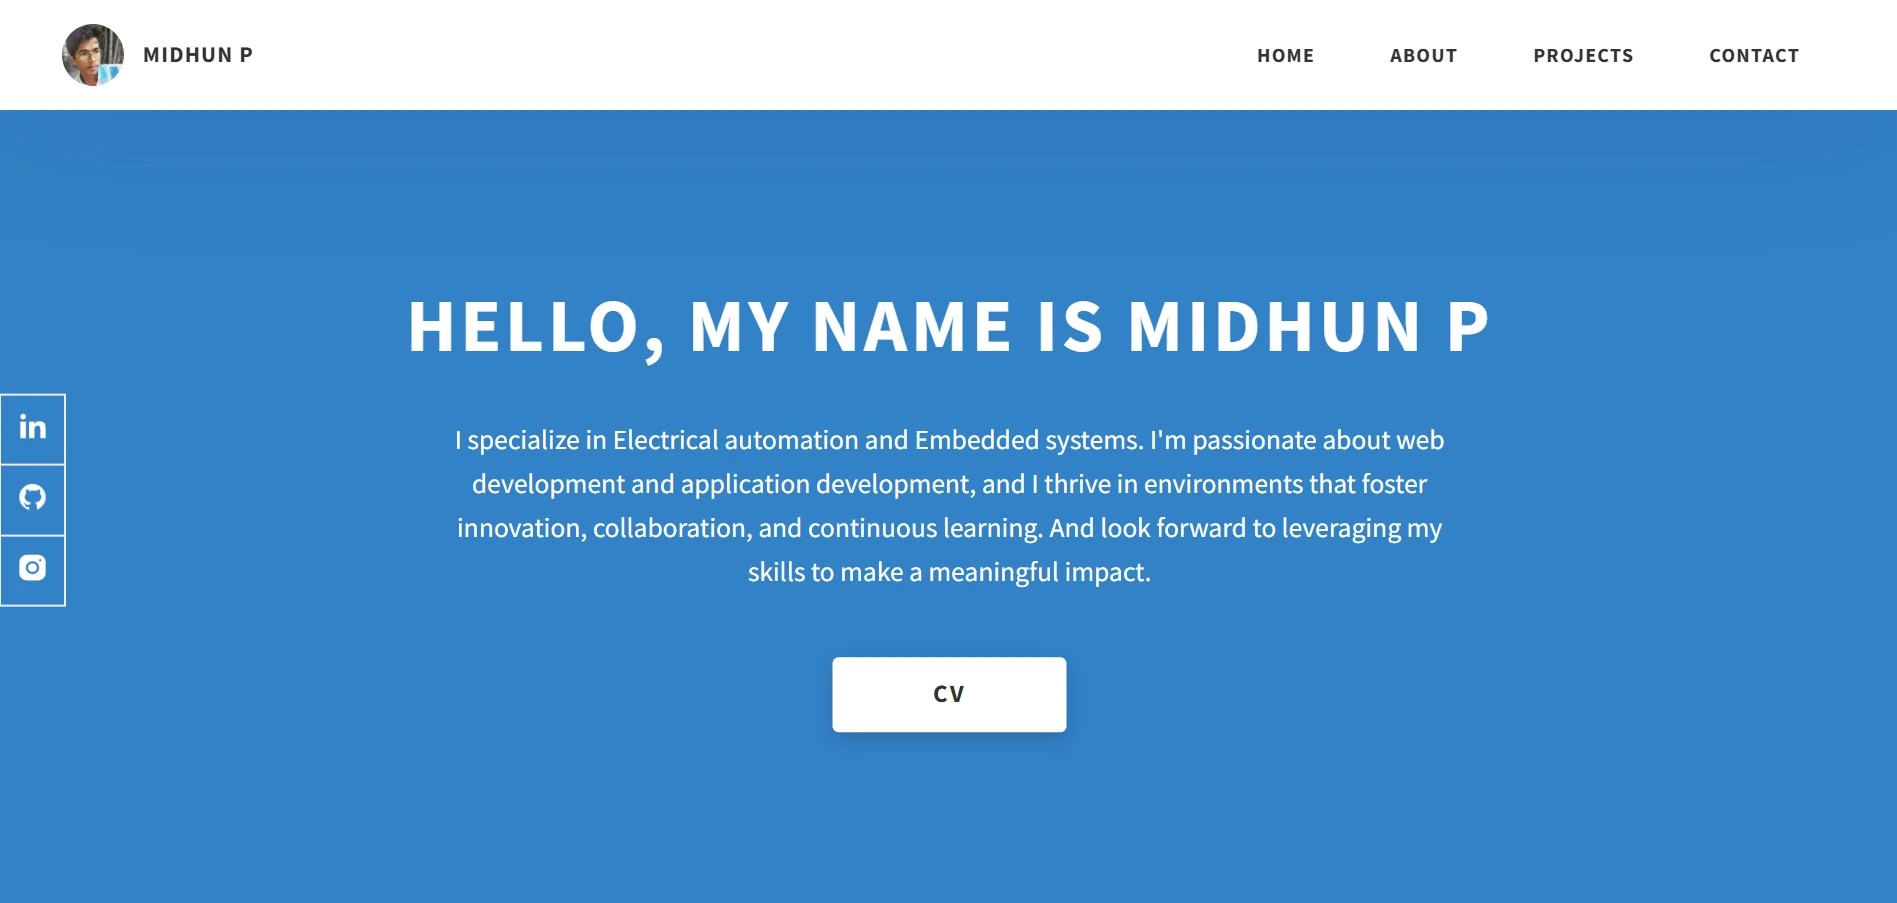 MIDHUN P
HOME
ABOUT
PROJECTS
CONTACT
HELLO, MY NAME IS MIDHUN P
in
I specialize in Electrical automation and Embedded systems. I'm passionate about web
development and application development, and I thrive in environments that foster
innovation, collaboration, and continuous learning. And look forward to leveraging my
skills to make a meaningful impact.
CV